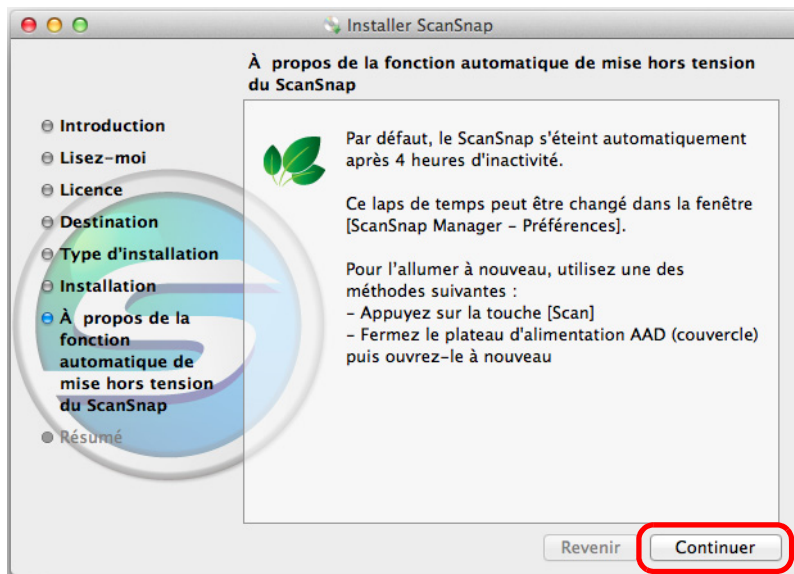 Installer ScanSnap
À propos de la fonction automatique de mise hors tension
du ScanSnap
Introduction
Lisez-moi
Licence
Destination
Type d'installation
Installation
À propos de la
fonction
automatique de
mise hors tension
du ScanSnap
Résumé
Par défaut, le ScanSnap s'éteint automatiquement
après 4 heures d'inactivité.
Ce laps de temps peut être changé dans la fenêtre
[ScanSnap Manager – Préférences].
Pour l'allumer à nouveau, utilisez une des
méthodes suivantes :
– Appuyez sur la touche [Scan]
– Fermez le plateau d'alimentation AAD (couvercle)
puis ouvrez-le à nouveau
Revenir
Continuer